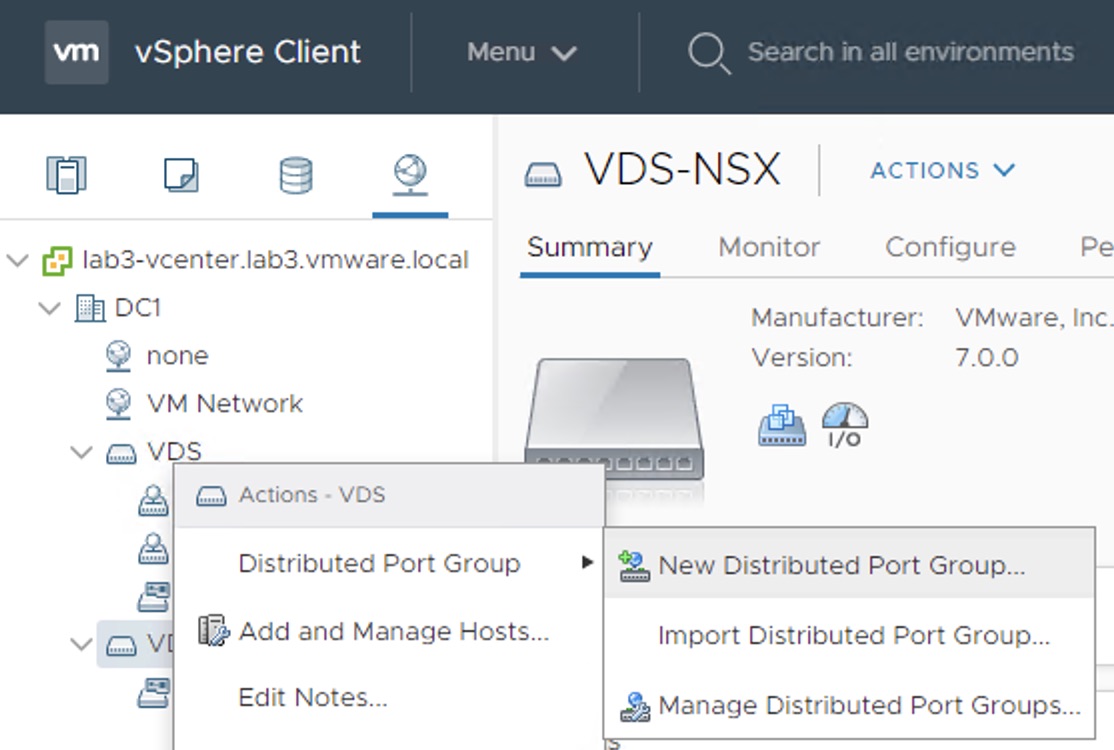 vm vSphere Client Menu Search in all environments
VDS-NSX ACTIONS
Summary Monitor Configure Pe
lab3-vcenter.lab3.vmware.local
DC1
none
VM Network
VDS
Manufacturer: VMware, Inc.
Version: 7.0.0
I/O
Actions - VDS
Distributed Port Group
Add and Manage Hosts...
Edit Notes...
New Distributed Port Group...
Import Distributed Port Group...
Manage Distributed Port Groups...